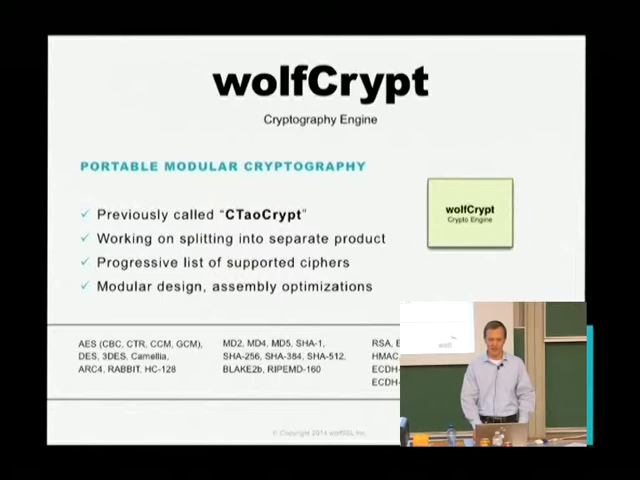 wolfCrypt
Cryptography Engine
PORTABLE MODULAR CRYPTOGRAPHY
✓ Previously called “CTaoCrypt”
✓ Working on splitting into separate product
✓ Progressive list of supported ciphers
✓ Modular design, assembly optimizations
wolfCrypt
Crypto Engine
AES (CBC, CTR, CCM, GCM),
DES, 3DES, Camellia,
ARC4, RABBIT, HC-128
MD2, MD4, MD5, SHA-1,
SHA-256, SHA-384, SHA-512,
BLAKE2b, RIPEMD-160
RSA,
HMAC,
ECDH-
ECDH-
© Copyright 2014 wolfSSL Inc.